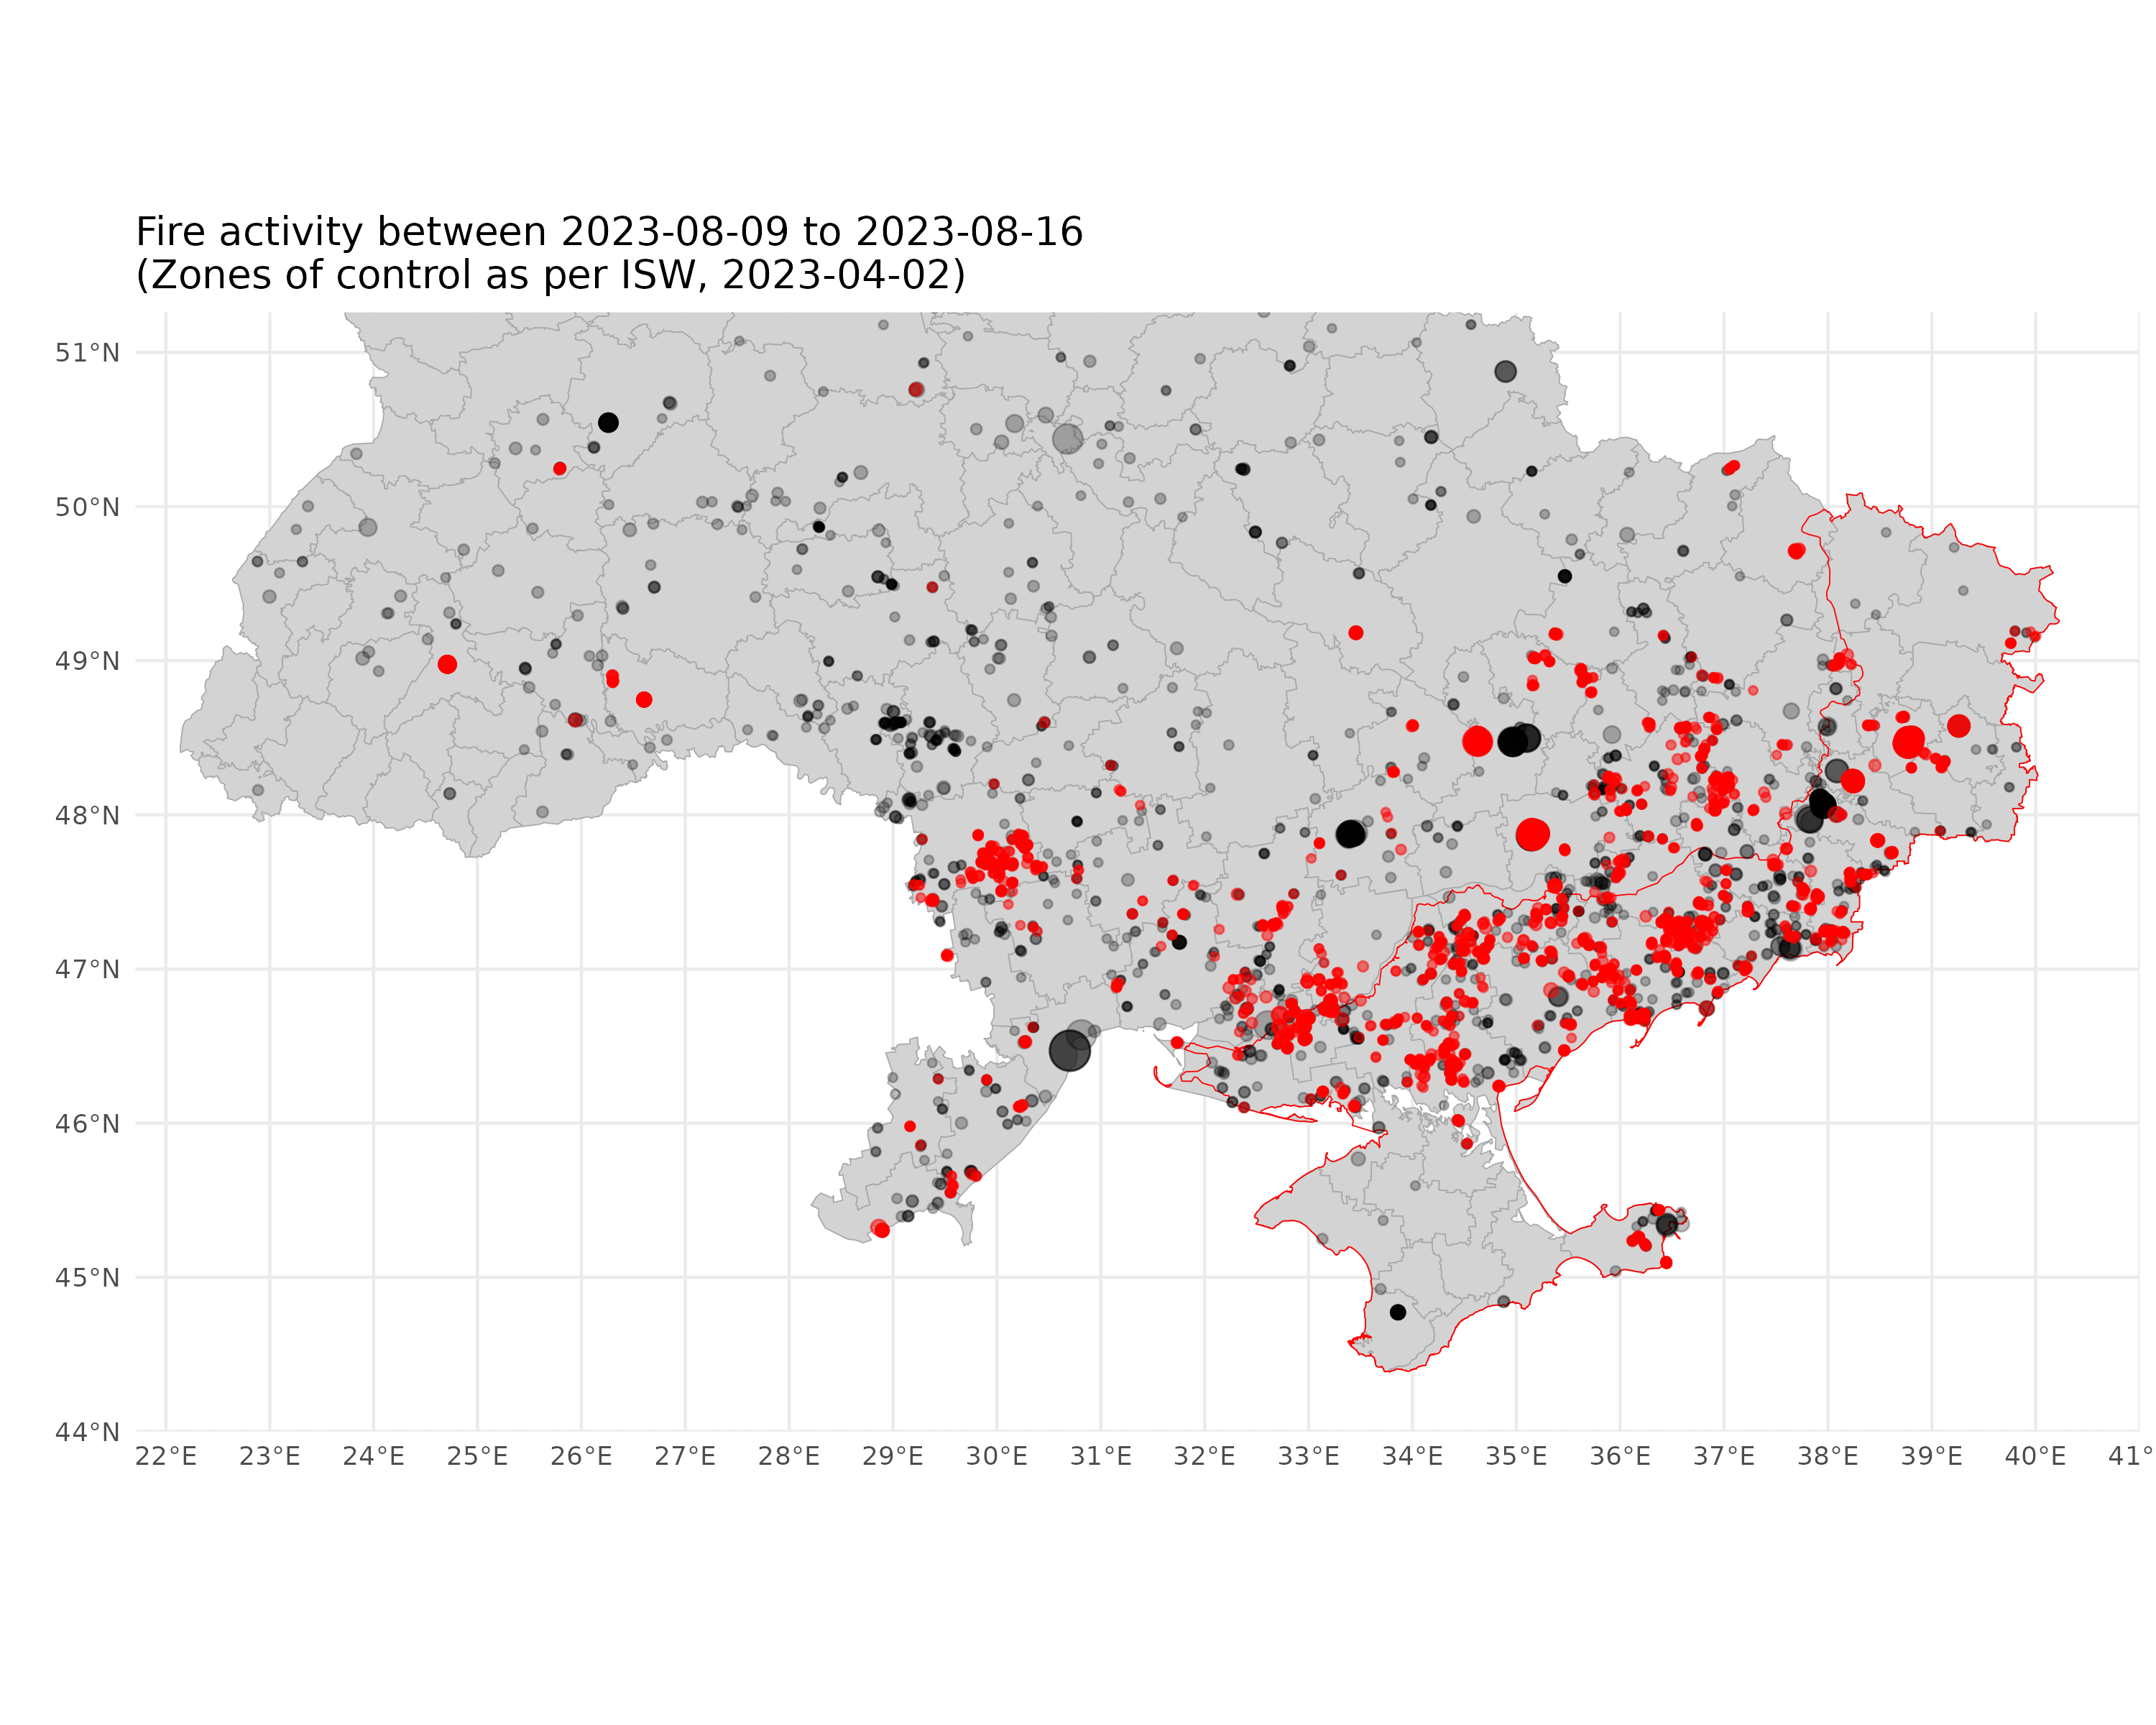 Fire activity between 2023-08-09 to 2023-08-16
(Zones of control as per ISW, 2023-04-02)
51°N
50°N
49°N
48°N
47°N
46°N
45°N
44°N
22°E 23°E 24°E 25°E 26°E 27°E 28°E 29°E 30°E 31°E 32°E 33°E 34°E 35°E 36°E 37°E 38°E 39°E 40°E 41°